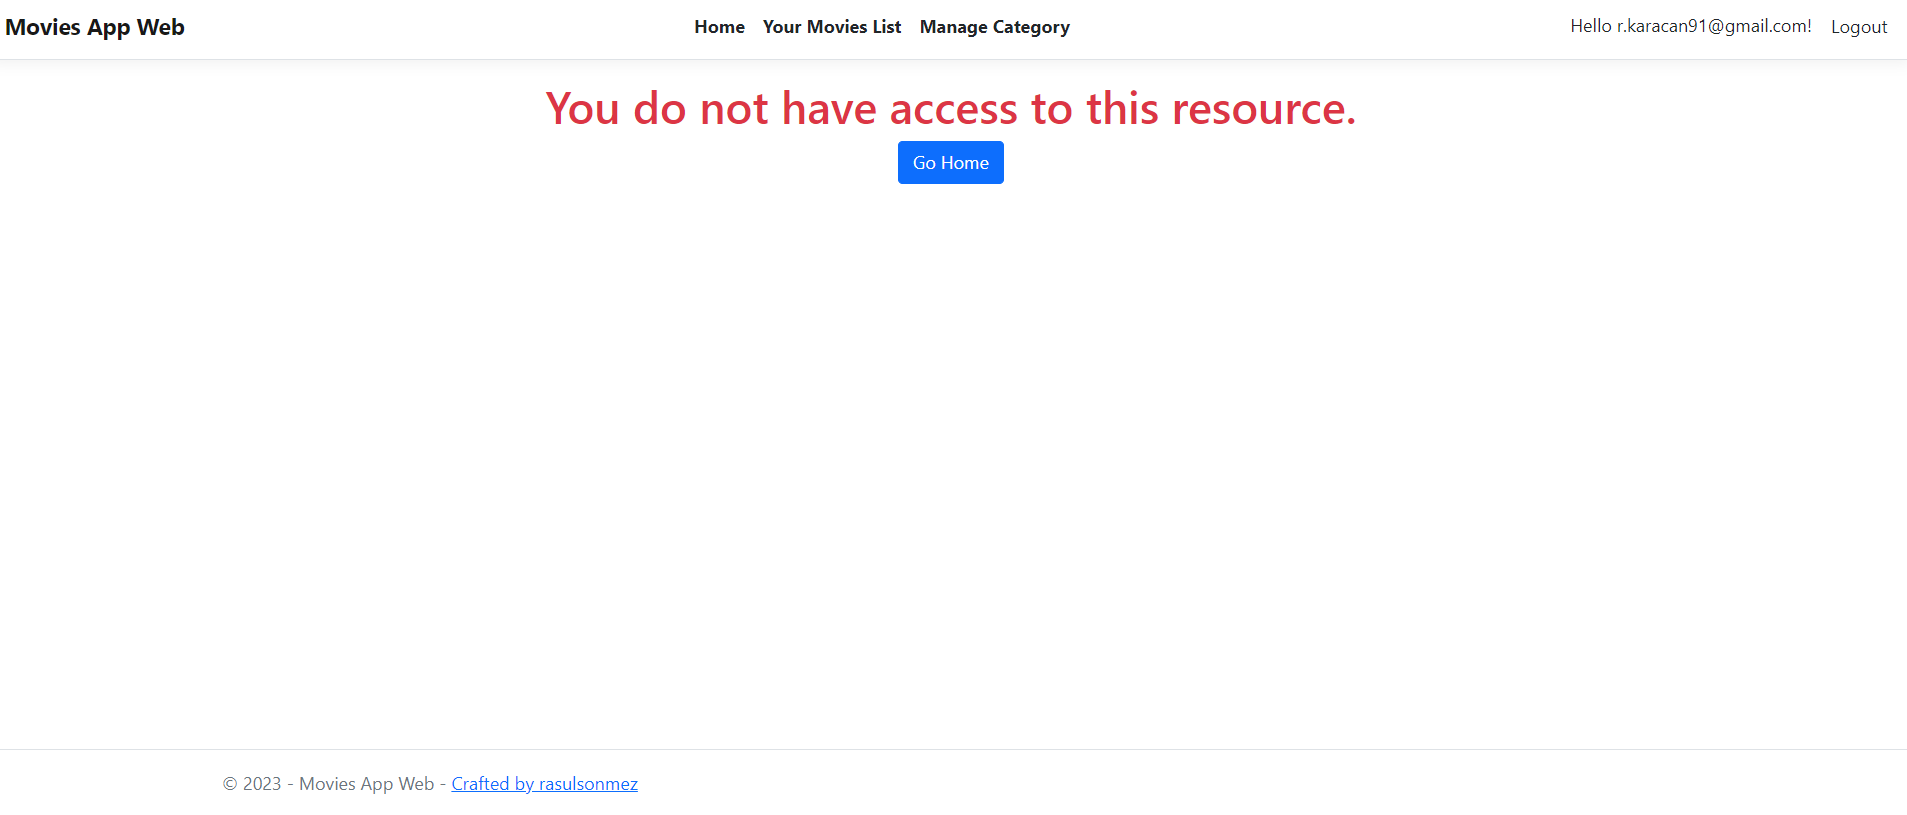 Movies App Web
Home Your Movies List Manage Category
Hello r.karacan91@gmail.com! Logout
You do not have access to this resource.
Go Home
© 2023 - Movies App Web - Crafted by rasulsonmez